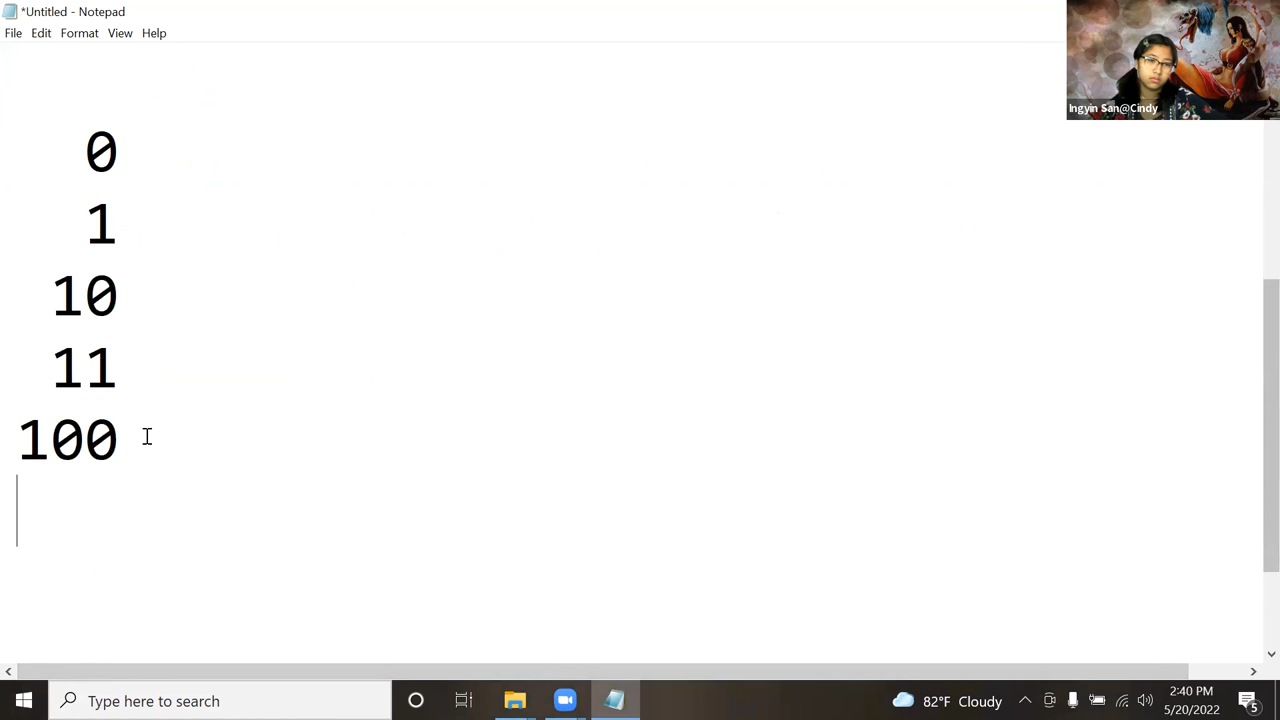 *Untitled - Notepad
File Edit Format View Help
Ingyin San@Cindy
0
1
10
11
100
Type here to search
82°F Cloudy
2:40 PM
5/20/2022
5